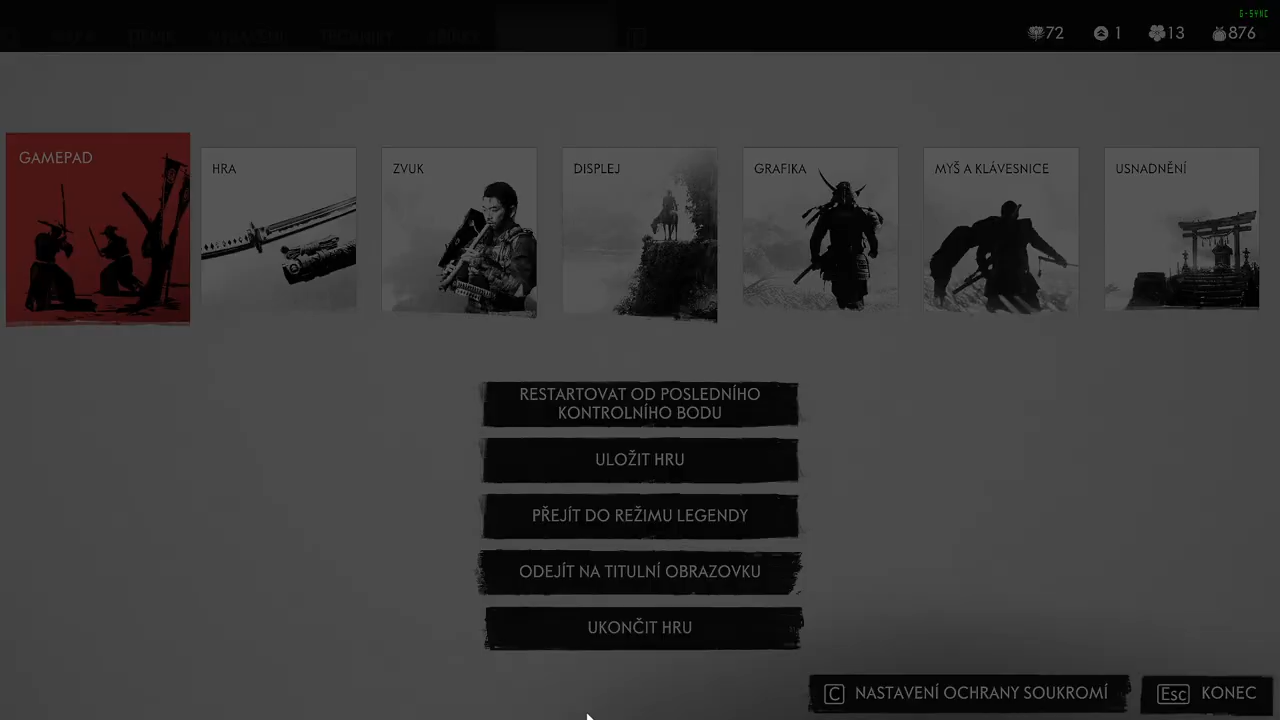 G-SYNC
72 1 13 876
GAMEPAD
HRA
ZVUK
DISPLEJ
GRAFIKA
MYŠ A KLÁVESNICE
USNADNĚNÍ
RESTARTOVAT OD POSLEDNÍHO
KONTROLNÍHO BODU
ULOŽIT HRU
PŘEJÍT DO REŽIMU LEGENDY
ODEJÍT NA TITULNÍ OBRAZOVKU
UKONČIT HRU
C NASTAVENÍ OCHRANY SOUKROMÍ
Esc KONEC